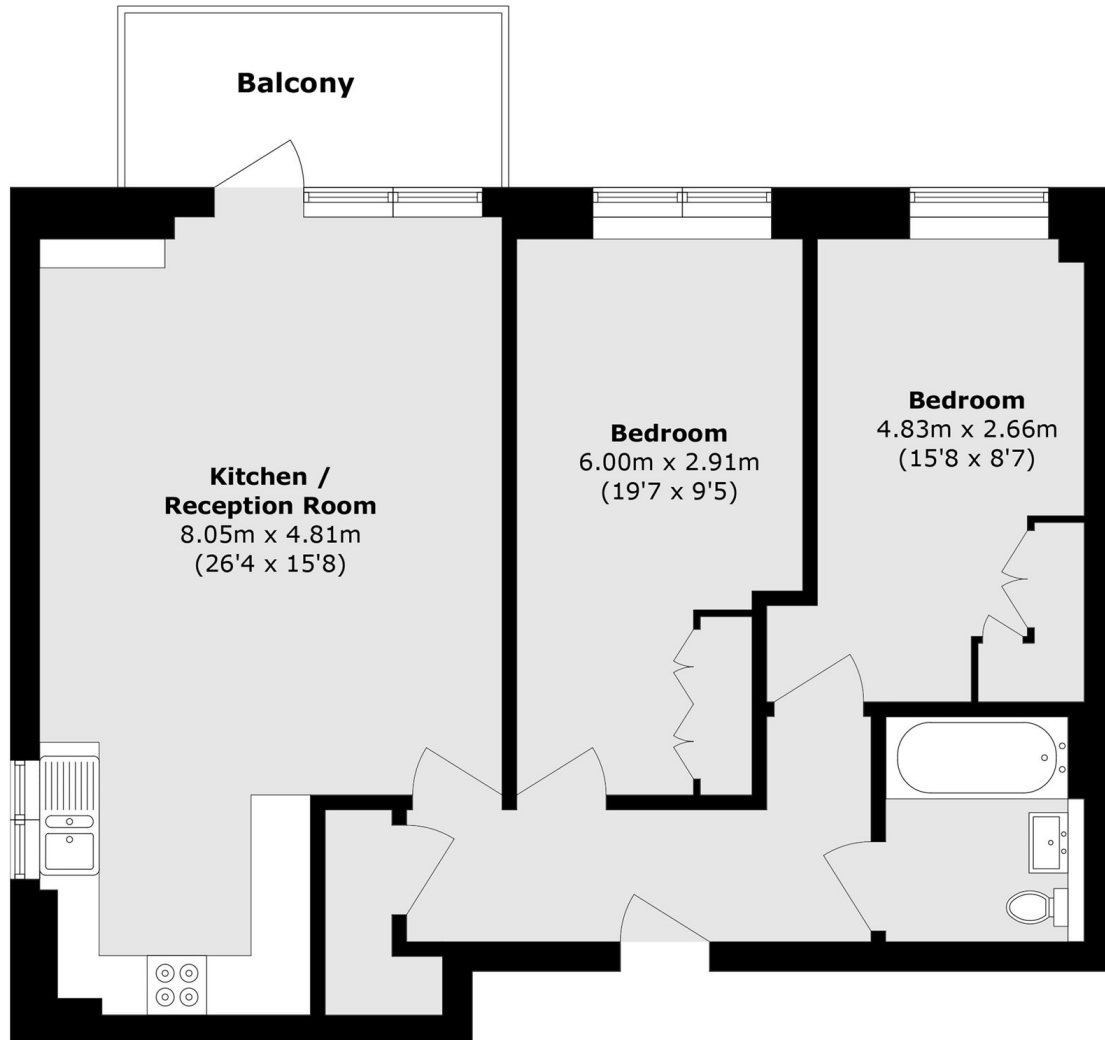 Balcony
Kitchen /
Reception Room
8.05m x 4.81m
(26'4 x 15'8)
Bedroom
6.00m x 2.91m
(19'7 x 9'5)
Bedroom
4.83m x 2.66m
(15'8 x 8'7)